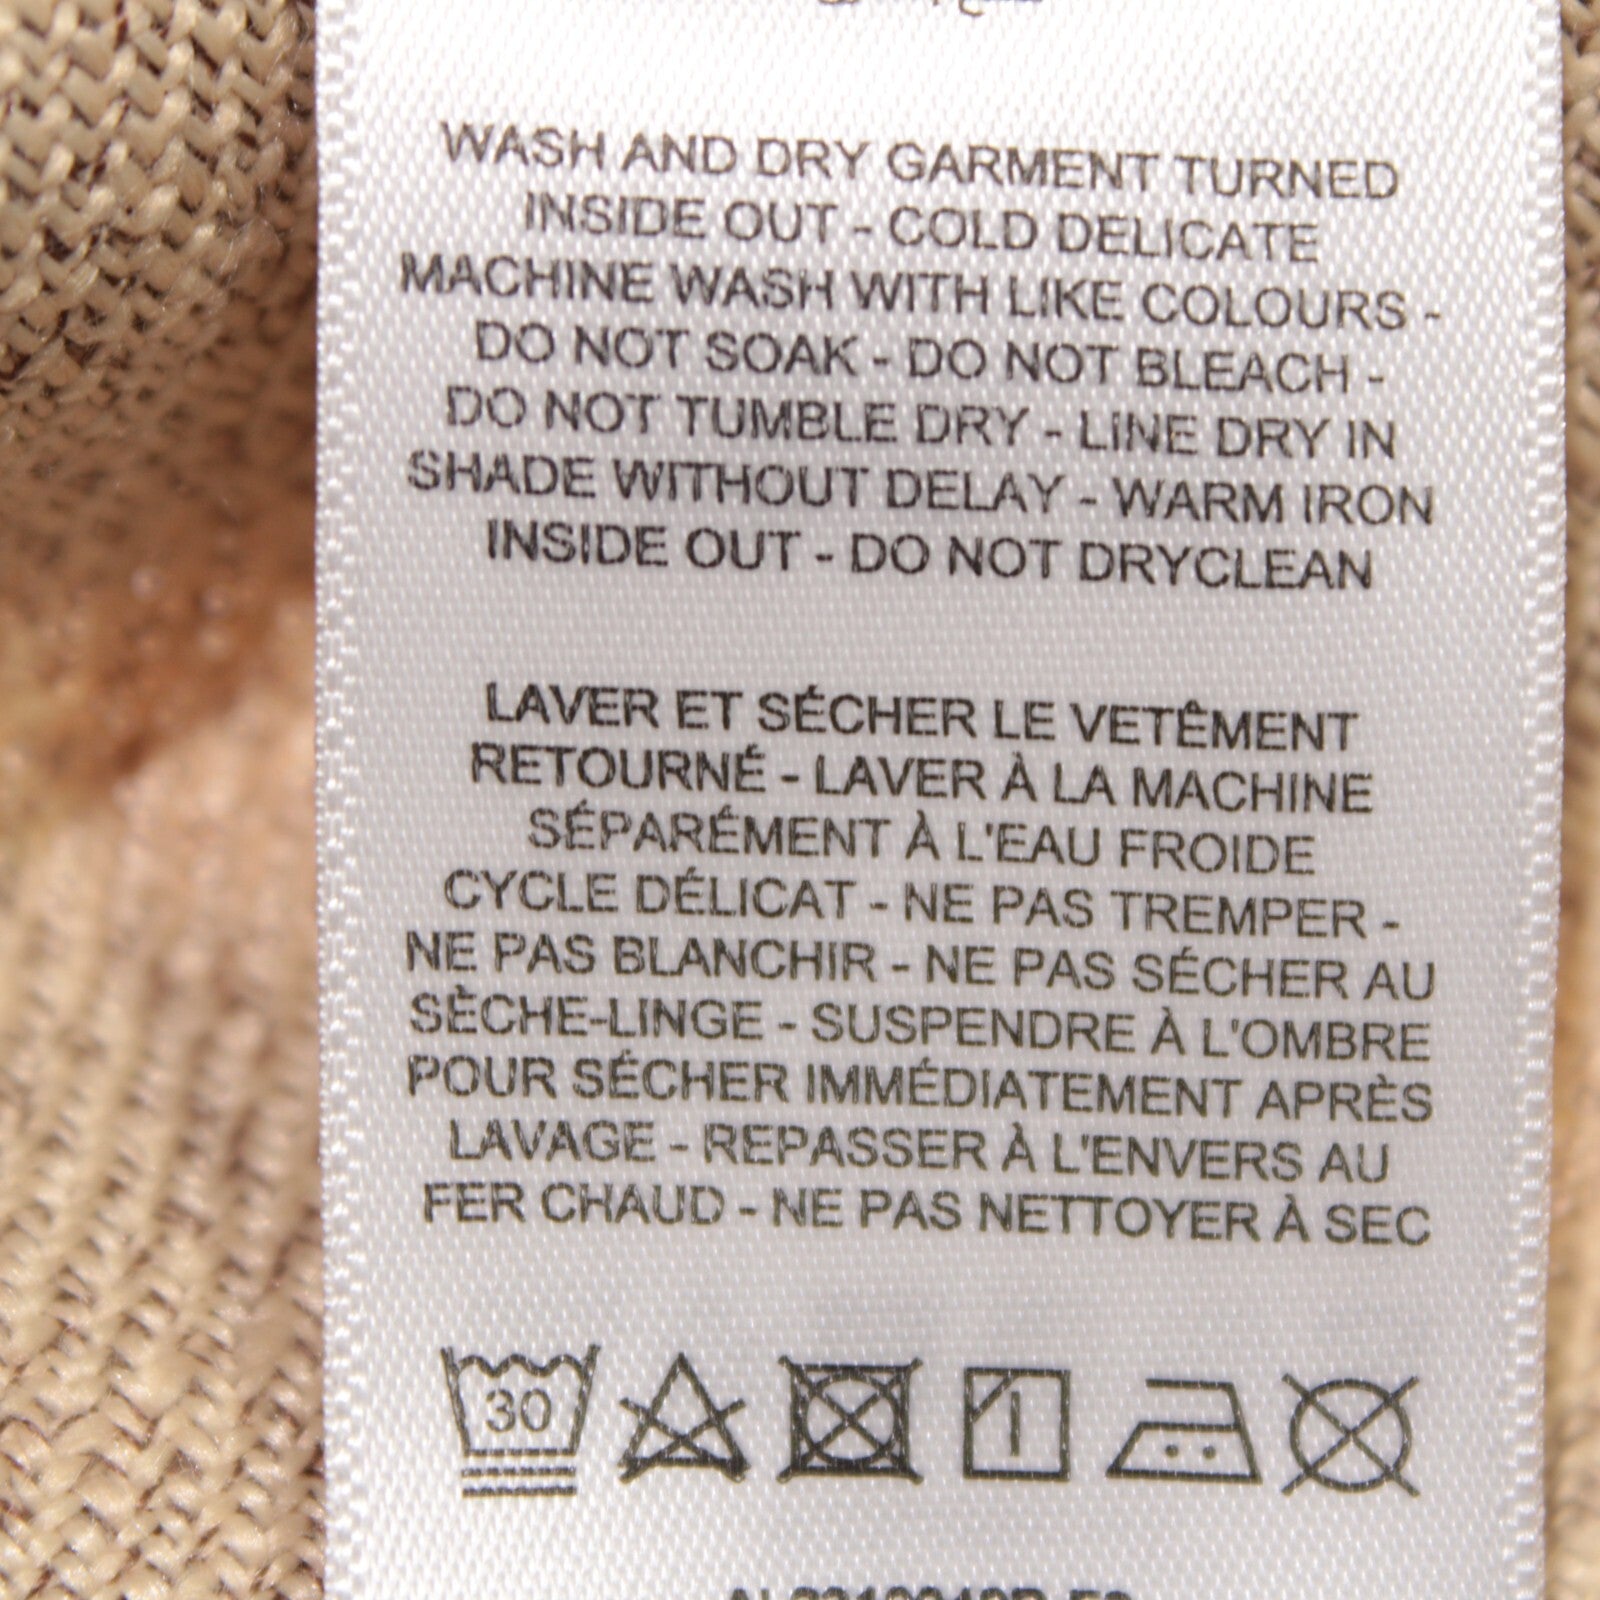 WASH AND DRY GARMENT TURNED
INSIDE OUT - COLD DELICATE
MACHINE WASH WITH LIKE COLOURS -
DO NOT SOAK - DO NOT BLEACH -
DO NOT TUMBLE DRY - LINE DRY IN
SHADE WITHOUT DELAY - WARM IRON
INSIDE OUT - DO NOT DRYCLEAN
LAVER ET SÉCHER LE VETÊMENT
RETOURNÉ - LAVER À LA MACHINE
SÉPARÉMENT À L'EAU FROIDE
CYCLE DÉLICAT - NE PAS TREMPER -
NE PAS BLANCHIR - NE PAS SÉCHER AU
SÈCHE-LINGE - SUSPENDRE À L'OMBRE
POUR SÉCHER IMMÉDIATEMENT APRÈS
LAVAGE - REPASSER À L'ENVERS AU
FER CHAUD - NE PAS NETTOYER À SEC
30